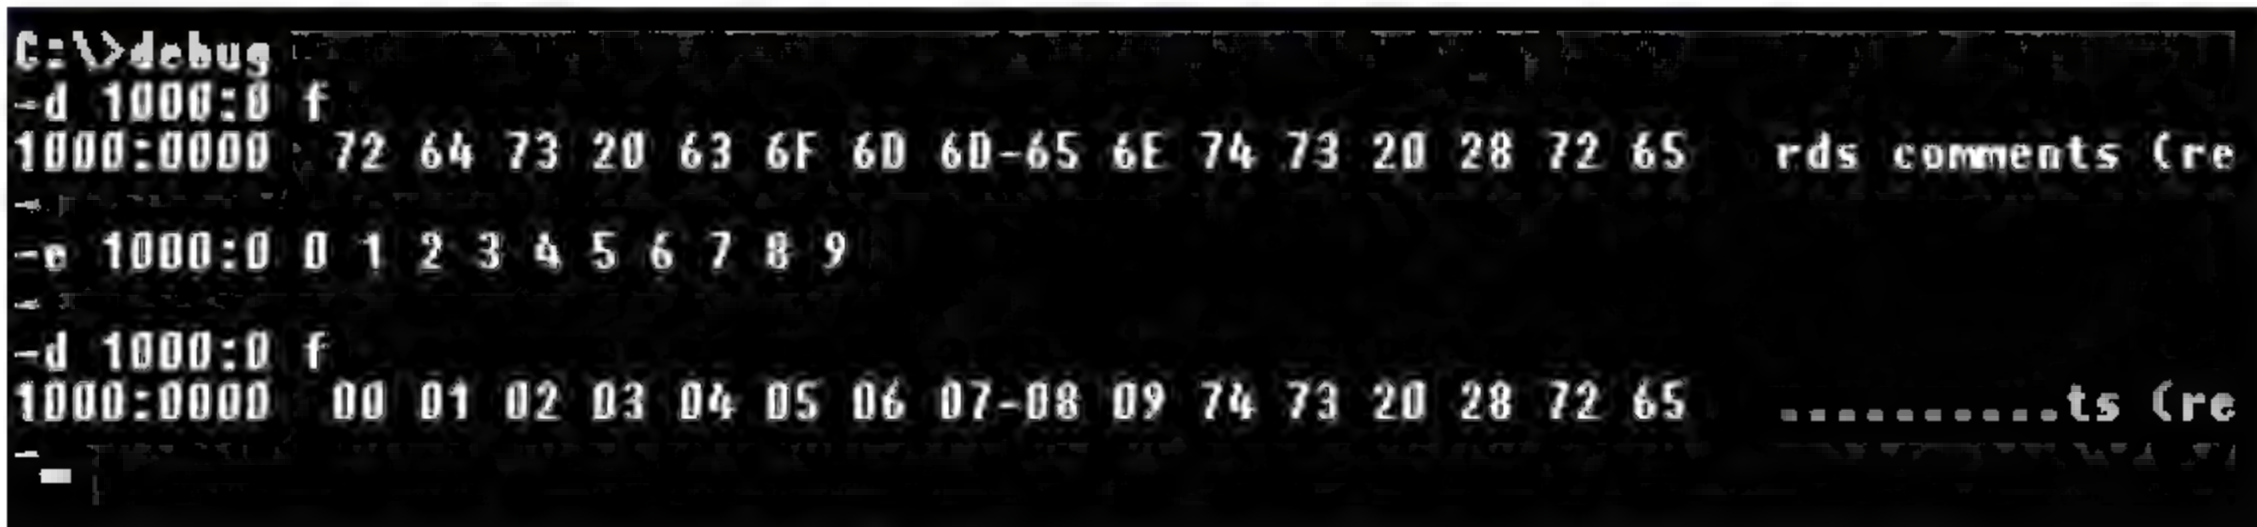 C:\>debug
-d 1000:0 f
1000:0000  72 64 73 20 63 6F 6D 6D-65 6E 74 73 20 28 72 65  rds comments (re
-
-e 1000:0 0 1 2 3 4 5 6 7 8 9
-
-d 1000:0 f
1000:0000  00 01 02 03 04 05 06 07-08 09 74 73 20 28 72 65  ..........ts (re
-